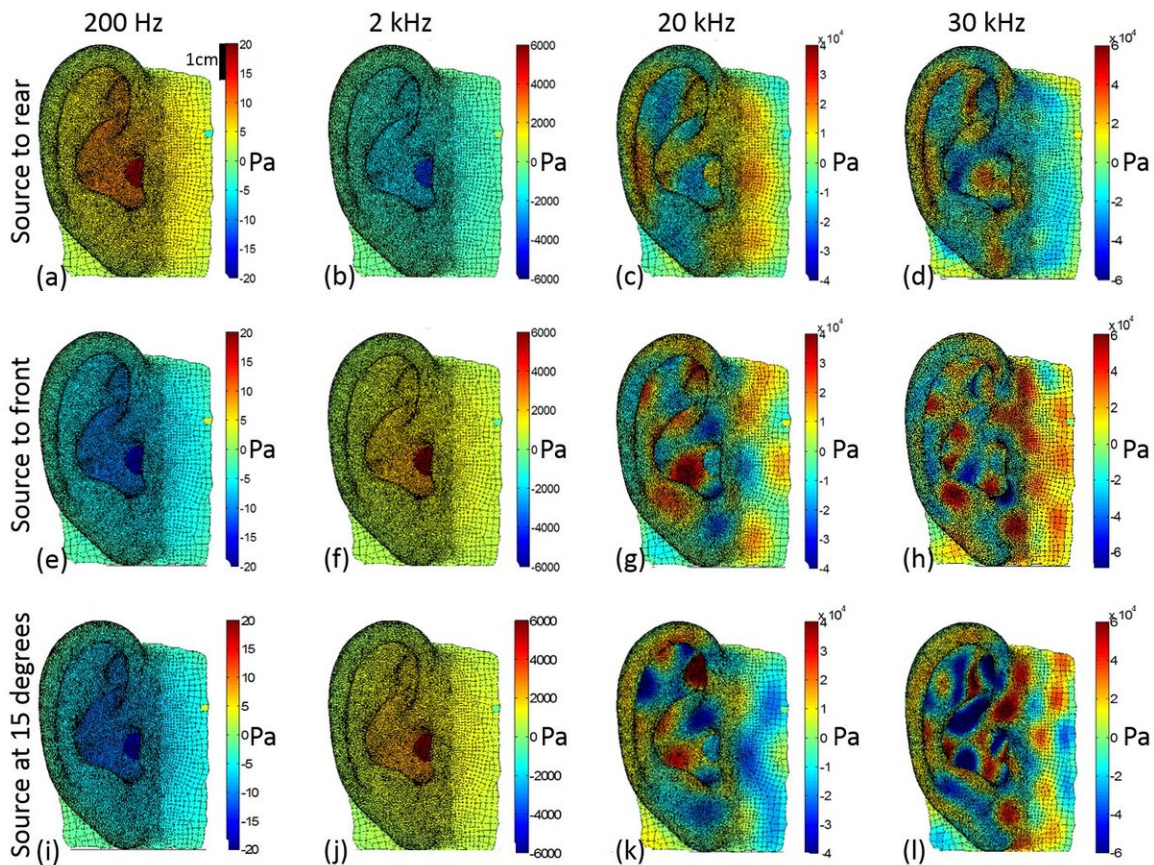 200 Hz 2 kHz 20 kHz 30 kHz
Source to rear
1cm
20
15
10
5
0
-5
-10
-15
-20
Pa
(a)
6000
4000
2000
0
-2000
-4000
-6000
Pa
(b)
x 10⁴
4
3
2
1
0
-1
-2
-3
-4
Pa
(c)
x 10⁴
6
4
2
0
-2
-4
-6
Pa
(d)
Source to front
20
15
10
5
0
-5
-10
-15
-20
Pa
(e)
6000
4000
2000
0
-2000
-4000
-6000
Pa
(f)
x 10⁴
4
3
2
1
0
-1
-2
-3
-4
Pa
(g)
x 10⁴
6
4
2
0
-2
-4
-6
Pa
(h)
Source at 15 degrees
20
15
10
5
0
-5
-10
-15
-20
Pa
(i)
6000
4000
2000
0
-2000
-4000
-6000
Pa
(j)
x 10⁴
4
3
2
1
0
-1
-2
-3
-4
Pa
(k)
x 10⁴
6
4
2
0
-2
-4
-6
Pa
(l)